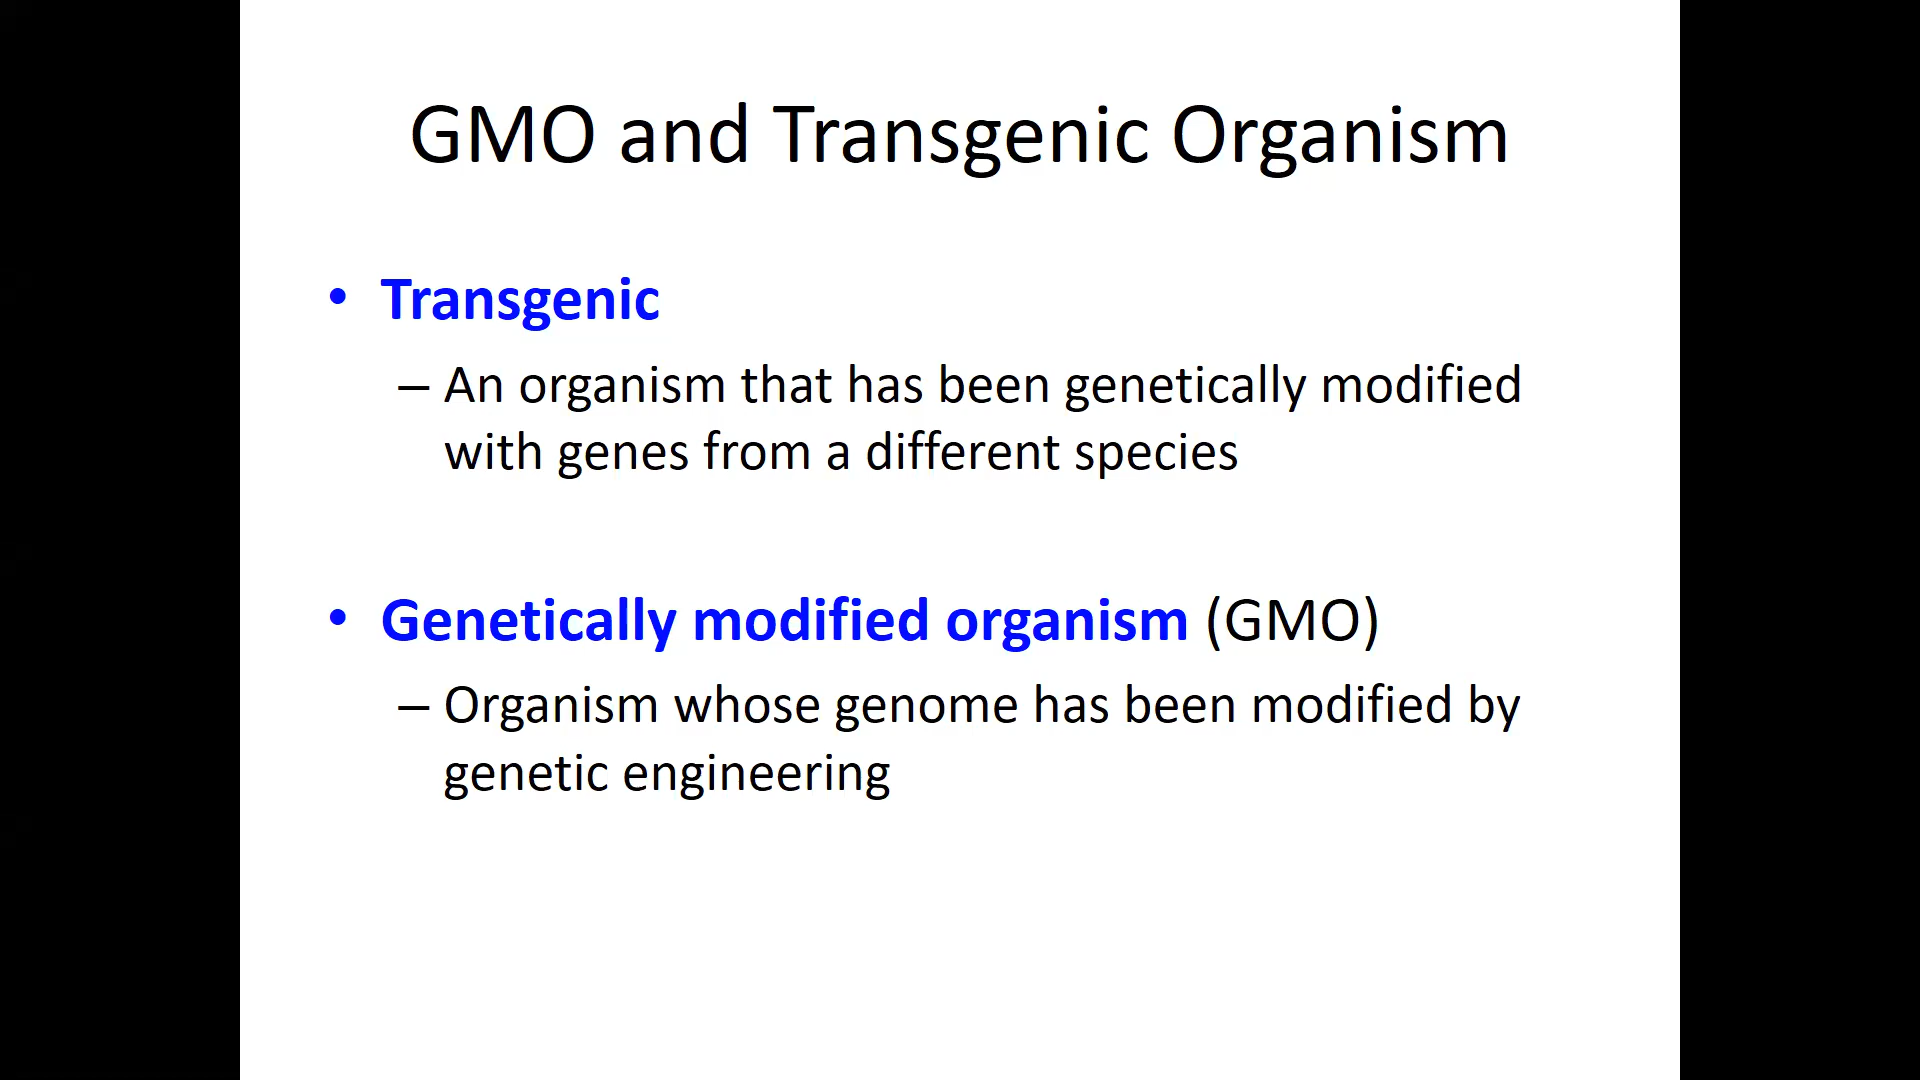 GMO and Transgenic Organism
• Transgenic
– An organism that has been genetically modified
with genes from a different species
• Genetically modified organism (GMO)
– Organism whose genome has been modified by
genetic engineering